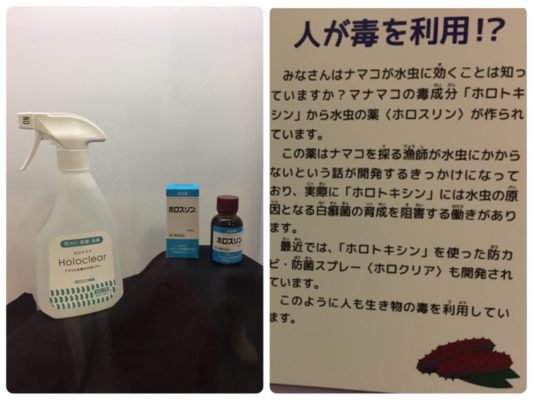 ON
防カビ・除菌・消臭
ホロクリア
Holoclear
ホロスリン
ホロスリン
人が毒を利用!?
みなさんはナマコが水虫に効くことは知っ
ていますか？マナマコの毒成分「ホロトキ
シン」から水虫の薬〈ホロスリン〉が作られ
ています。
この薬はナマコを採る漁師が水虫にかから
ないという話が開発するきっかけになって
おり、実際に「ホロトキシン」には水虫の原
因となる白癬菌の育成を阻害する働きがあり
ます。
最近では、「ホロトキシン」を使った防カ
ビ・防菌スプレー〈ホロクリア〉も開発され
ています。
このように人も生き物の毒を利用してい
ます。